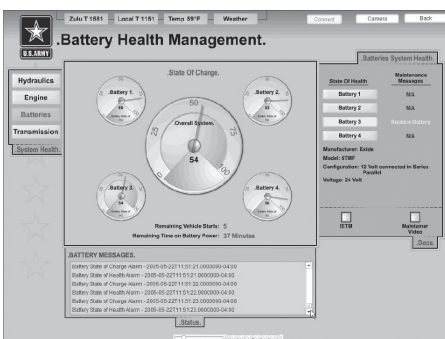 Zulu T 1551
Local T 1151
Temp 59°F
Weather
Connect
Camera
Back
U.S.ARMY
.Battery Health Management.
.Batteries System Health.
Hydraulics
Engine
Batteries
Transmission
.System Health.
.State Of Charge.
.Battery 1.
.Battery 2.
.Overall System.
0
25
50
75
100
54
.Battery 3.
.Battery 4.
Remaining Vehicle Starts: 5
Remaining Time on Battery Power: 37 Minutes
State Of Health
Maintenance
Messages
Battery 1 N/A
Battery 2 N/A
Battery 3 Replace Battery
Battery 4 N/A
Manufacturer: Exide
Model: 6TMF
Configuration: 12 Volt connected in Series
Parallel
Voltage: 24 Volt
IETM
Maintainer
Video
.Docs.
.BATTERY MESSAGES.
Battery State of Charge Alarm - 2005-05-22T11:51:21.0000000-04:00
Battery State of Health Alarm - 2005-05-22T11:51:21.0000000-04:00
Battery State of Charge Alarm - 2005-05-22T11:51:22.0000000-04:00
Battery State of Health Alarm - 2005-05-22T11:51:22.0000000-04:00
Battery State of Charge Alarm - 2005-05-22T11:51:23.0000000-04:00
Battery State of Health Alarm - 2005-05-22T11:51:23.0000000-04:00
.Status.